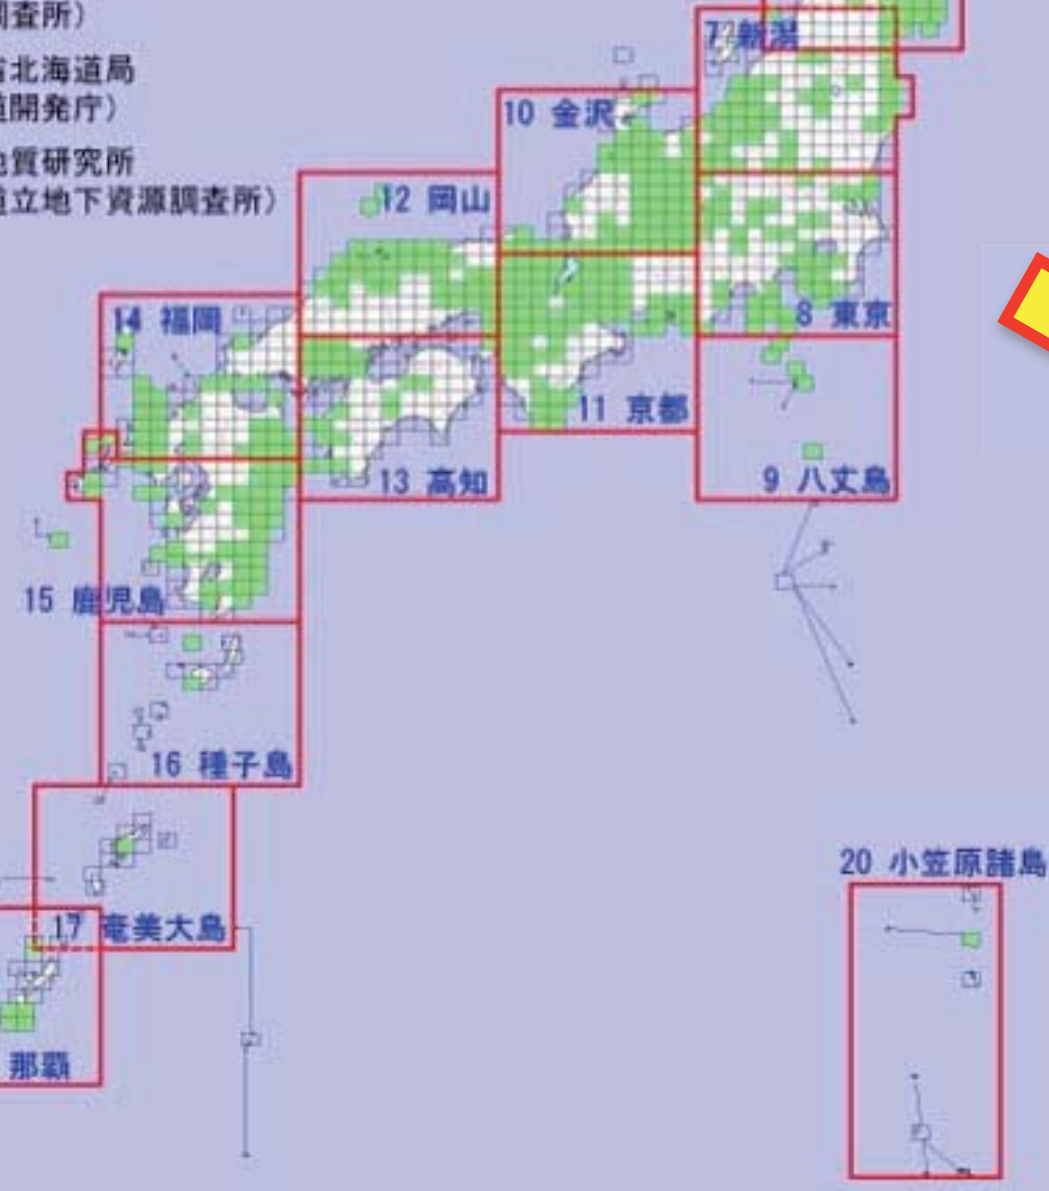 調査所）
省北海道局
道開発庁）
地質研究所
道立地下資源調査所）
7 新潟
10 金沢
12 岡山
8 東京
14 福岡
11 京都
13 高知
9 八丈島
15 鹿児島
16 種子島
20 小笠原諸島
17 奄美大島
那覇